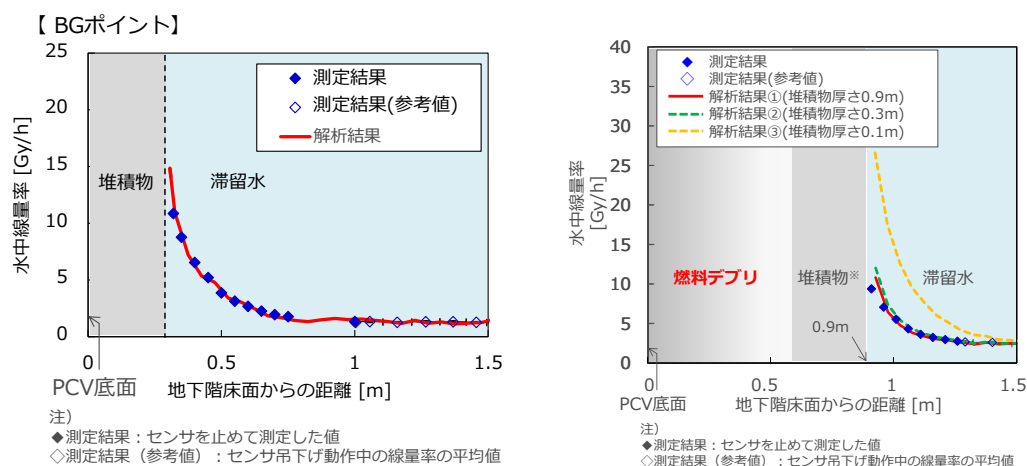 【 BGポイント】
水中線量率 [Gy/h]
25
20
15
10
5
0
◆ 測定結果
◇ 測定結果(参考値)
解析結果
堆積物
滞留水
0
0.5
1
1.5
PCV底面
地下階床面からの距離 [m]
注)
◆測定結果：センサを止めて測定した値
◇測定結果（参考値）：センサ吊下げ動作中の線量率の平均値
水中線量率
[Gy/h]
40
35
30
25
20
15
10
5
0
◆ 測定結果
◇ 測定結果(参考値)
解析結果①(堆積物厚さ0.9m)
解析結果②(堆積物厚さ0.3m)
解析結果③(堆積物厚さ0.1m)
燃料デブリ
堆積物※
滞留水
0.9m
0
0.5
1
1.5
PCV底面
地下階床面からの距離 [m]
注)
◆測定結果：センサを止めて測定した値
◇測定結果（参考値）：センサ吊下げ動作中の線量率の平均値